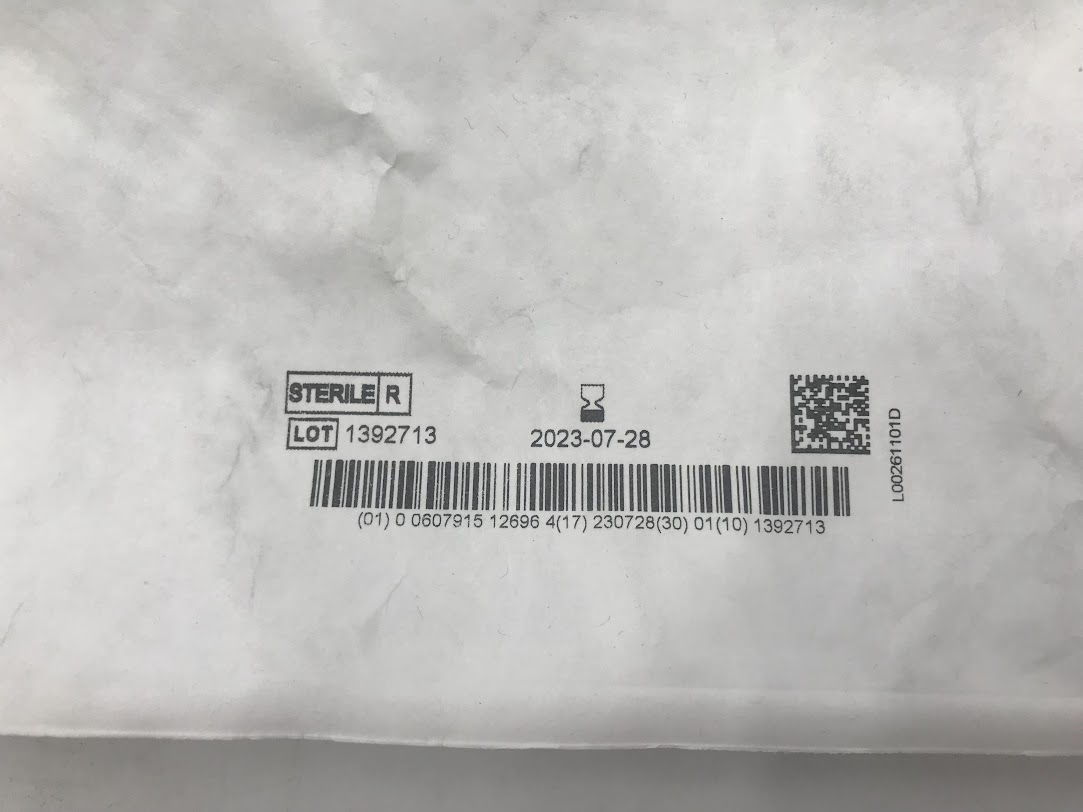 STERILE R
LOT 1392713
2023-07-28
(01) 0 0607915 12696 4(17) 230728(30) 01(10) 1392713
L00261101D